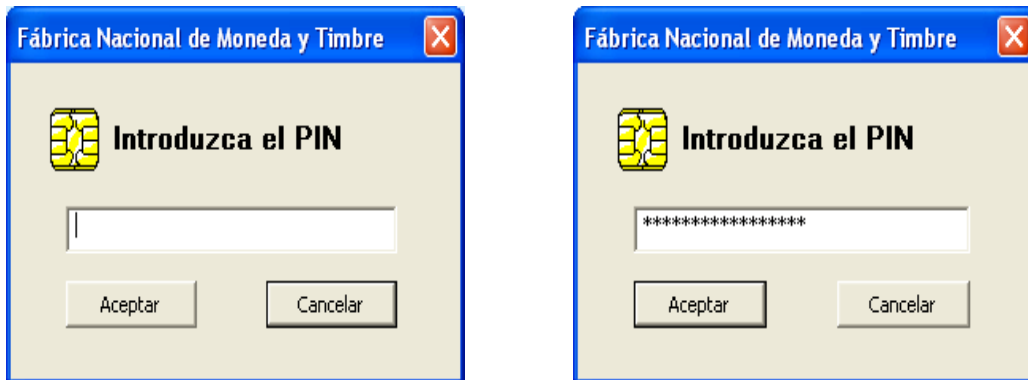 Fábrica Nacional de Moneda y Timbre
Introduzca el PIN
Aceptar Cancelar
Fábrica Nacional de Moneda y Timbre
Introduzca el PIN
*****************
Aceptar Cancelar